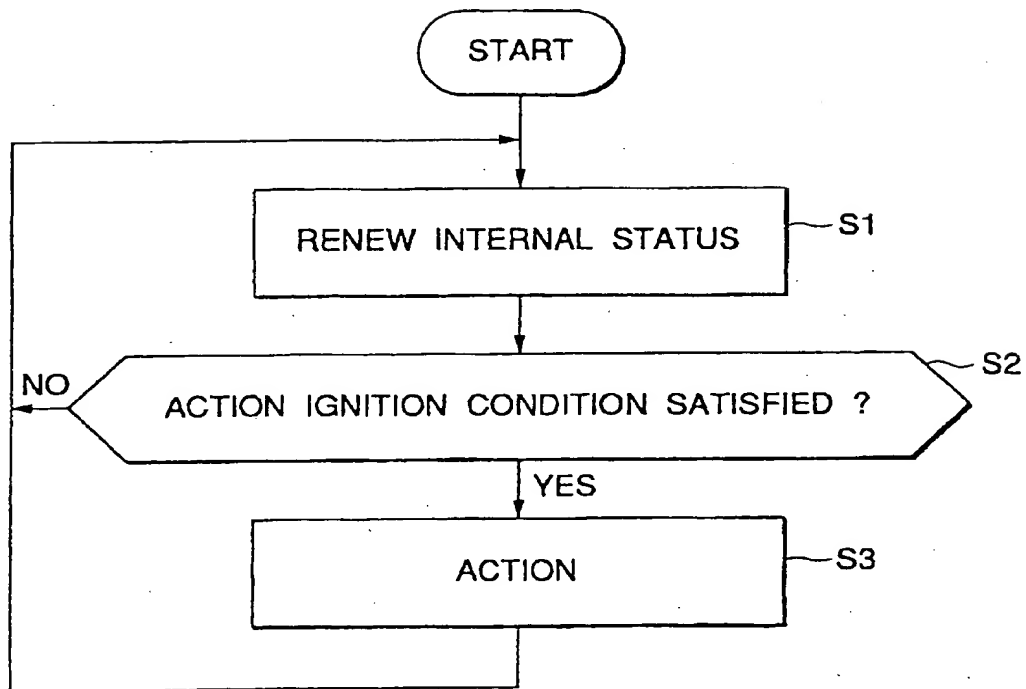 START
RENEW INTERNAL STATUS
S1
S2
NO
ACTION IGNITION CONDITION SATISFIED ?
YES
ACTION
S3